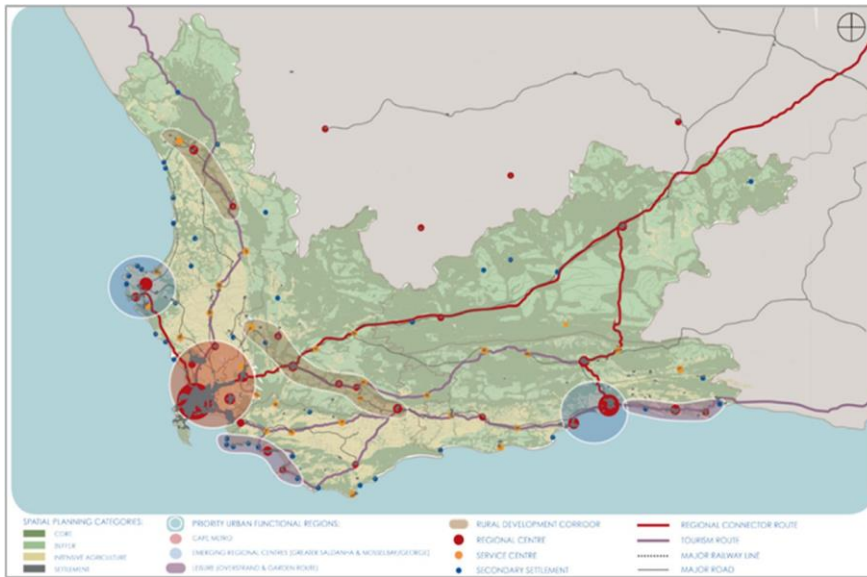 SPATIAL PLANNING CATEGORIES:
CORE
BUFFER
INTENSIVE AGRICULTURE
SETTLEMENT
PRIORITY URBAN FUNCTIONAL REGIONS:
CAPE METRO
EMERGING REGIONAL CENTRES (GREATER SALDANHA & MOSSELBAY/GEORGE)
LEISURE (OVERSTRAND & GARDEN ROUTE)
RURAL DEVELOPMENT CORRIDOR
REGIONAL CENTRE
SERVICE CENTRE
SECONDARY SETTLEMENT
REGIONAL CONNECTOR ROUTE
TOURISM ROUTE
MAJOR RAILWAY LINE
MAJOR ROAD